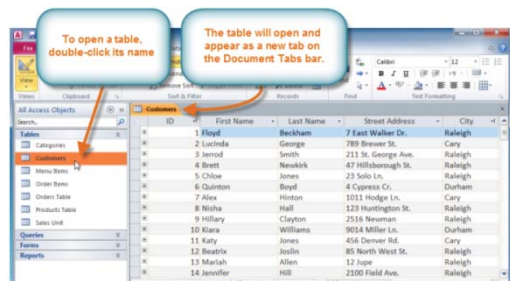 To open a table,
double-click its name
The table will open and
appear as a new tab on
the Document Tabs bar.
File
View
Calibri
12
B I U
Views
Clipboard
Sort & Filter
Records
Find
Text Formatting
All Access Objects
Search...
Tables
Categories
Customers
Menu Items
Order Items
Orders Table
Products Table
Sales Unit
Queries
Forms
Reports
Customers
ID First Name Last Name Street Address City
1 Floyd Beckham 7 East Walker Dr. Raleigh
2 Lucinda George 789 Brewer St. Cary
3 Jerrod Smith 211 St. George Ave. Raleigh
4 Brett Newkirk 47 Hillsborough St. Raleigh
5 Chloe Jones 23 Solo Ln. Raleigh
6 Quinton Boyd 4 Cypress Cr. Durham
7 Alex Hinton 1011 Hodge Ln. Cary
8 Nisha Hall 123 Huntington St. Raleigh
9 Hillary Clayton 2516 Newman Raleigh
10 Kiara Williams 9014 Miller Ln. Durham
11 Katy Jones 456 Denver Rd. Cary
12 Beatrix Joslin 85 North West St. Raleigh
13 Mariah Allen 12 Jupe Raleigh
14 Jennifer Hill 2100 Field Ave. Raleigh